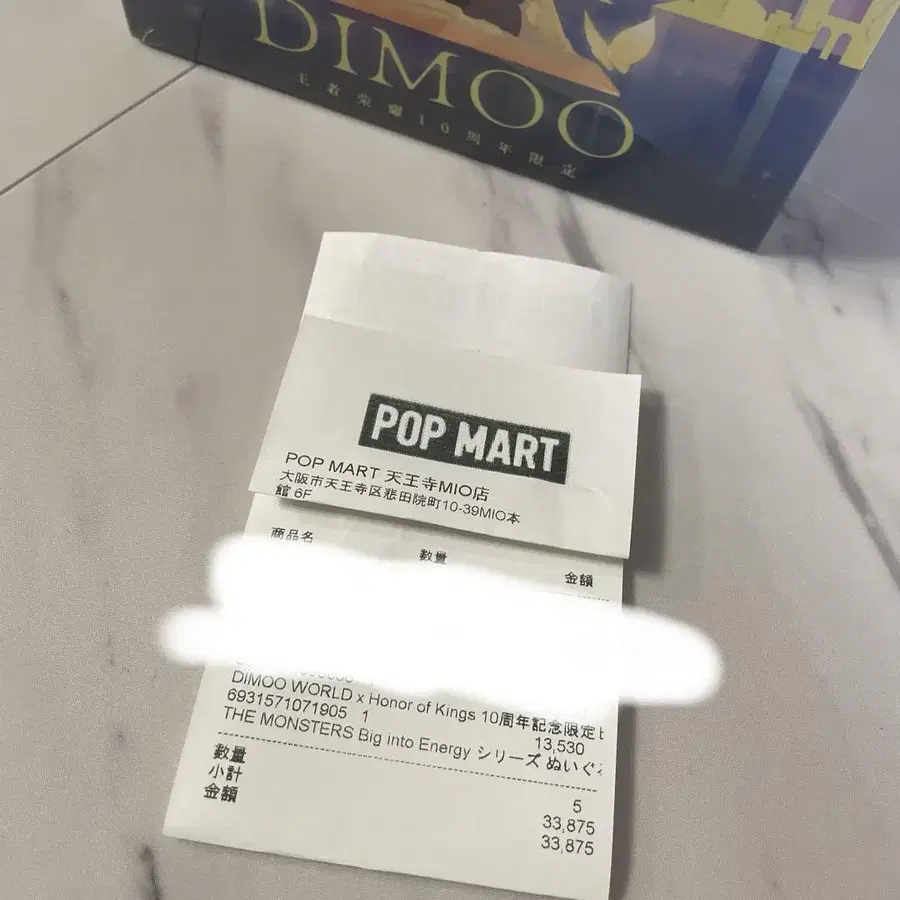 DIMOO
王者荣耀10周年限定
POP MART
POP MART 天王寺MIO店
大阪市天王寺区悲田院町10-39MIO本
館 6F
商品名 数量 金額
DIMOO WORLD x Honor of Kings 10周年記念限定
6931571071905 1 13,530
THE MONSTERS Big into Energy シリーズ ぬいぐ
数量 5
小計 33,875
金額 33,875